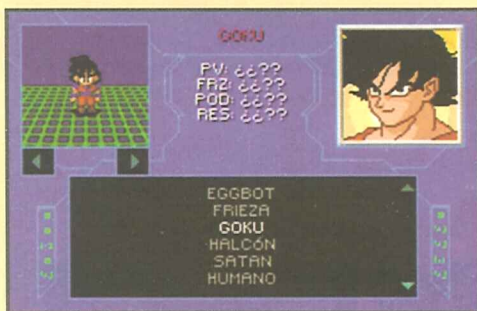 GOKU
PV: ¿¿??
FRZ: ¿¿??
POD: ¿¿??
RES: ¿¿??
EGGBOT
FRIEZA
GOKU
HALCÓN
SATAN
HUMANO